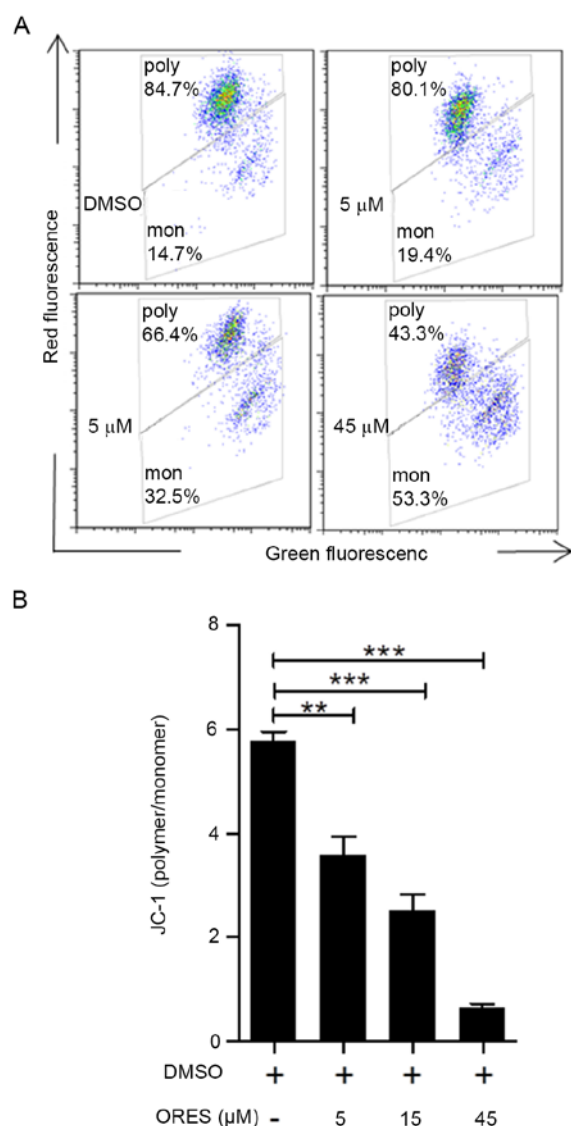 A
Red fluorescence
poly
84.7%
DMSO
mon
14.7%
poly
80.1%
5 μM
mon
19.4%
poly
66.4%
5 μM
mon
32.5%
poly
43.3%
45 μM
mon
53.3%
Green fluorescenc
B
JC-1 (polymer/monomer)
8
6
4
2
0
***
***
**
DMSO + + + +
ORES (μM) - 5 15 45